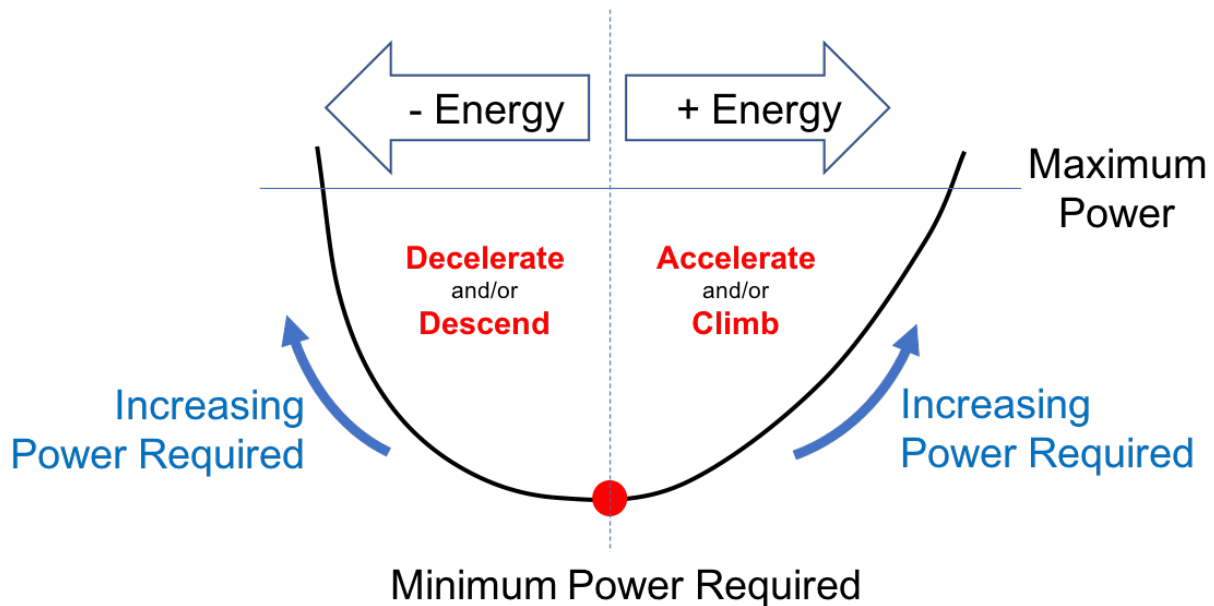 - Energy
+ Energy
Maximum
Power
Decelerate
and/or
Descend
Accelerate
and/or
Climb
Increasing
Power Required
Increasing
Power Required
Minimum Power Required